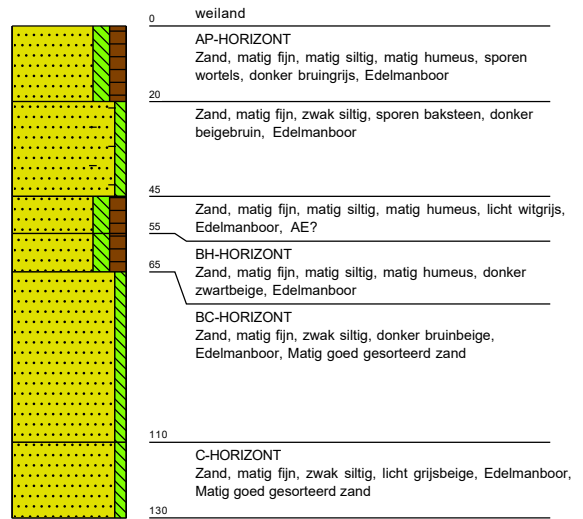 0 weiland
AP-HORIZONT
Zand, matig fijn, matig siltig, matig humeus, sporen
wortels, donker bruingrijs, Edelmanboor
20
Zand, matig fijn, zwak siltig, sporen baksteen, donker
beigebruin, Edelmanboor
45
Zand, matig fijn, matig siltig, matig humeus, licht witgrijs,
Edelmanboor, AE?
55
BH-HORIZONT
Zand, matig fijn, matig siltig, matig humeus, donker
zwartbeige, Edelmanboor
65
BC-HORIZONT
Zand, matig fijn, zwak siltig, donker bruinbeige,
Edelmanboor, Matig goed gesorteerd zand
110
C-HORIZONT
Zand, matig fijn, zwak siltig, licht grijsbeige, Edelmanboor,
Matig goed gesorteerd zand
130